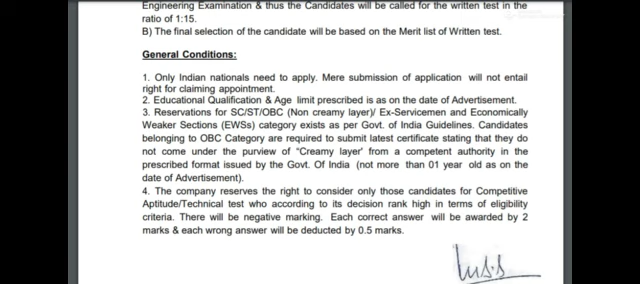 Engineering Examination & thus the Candidates will be called for the written test in the
ratio of 1:15.
B) The final selection of the candidate will be based on the Merit list of Written test.
General Conditions:
1. Only Indian nationals need to apply. Mere submission of application will not entail
right for claiming appointment.
2. Educational Qualification & Age limit prescribed is as on the date of Advertisement.
3. Reservations for SC/ST/OBC (Non creamy layer)/ Ex-Servicemen and Economically
Weaker Sections (EWSs) category exists as per Govt. of India Guidelines. Candidates
belonging to OBC Category are required to submit latest certificate stating that they do
not come under the purview of "Creamy layer' from a competent authority in the
prescribed format issued by the Govt. Of India (not more than 01 year old as on the
date of Advertisement).
4. The company reserves the right to consider only those candidates for Competitive
Aptitude/Technical test who according to its decision rank high in terms of eligibility
criteria. There will be negative marking. Each correct answer will be awarded by 2
marks & each wrong answer will be deducted by 0.5 marks.